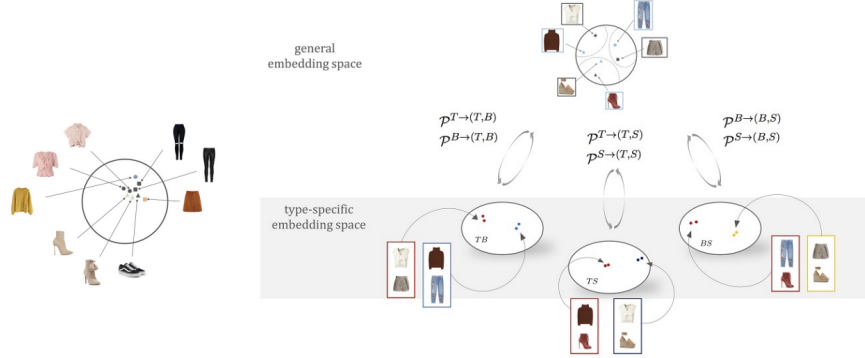 general
embedding space
𝒫^{T→(T,B)}
𝒫^{B→(T,B)}
𝒫^{T→(T,S)}
𝒫^{S→(T,S)}
𝒫^{B→(B,S)}
𝒫^{S→(B,S)}
type-specific
embedding space
TB
TS
BS